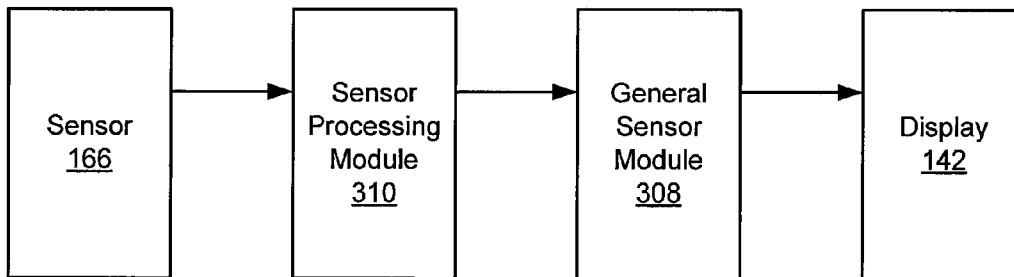 Sensor
166
Sensor
Processing
Module
310
General
Sensor
Module
308
Display
142